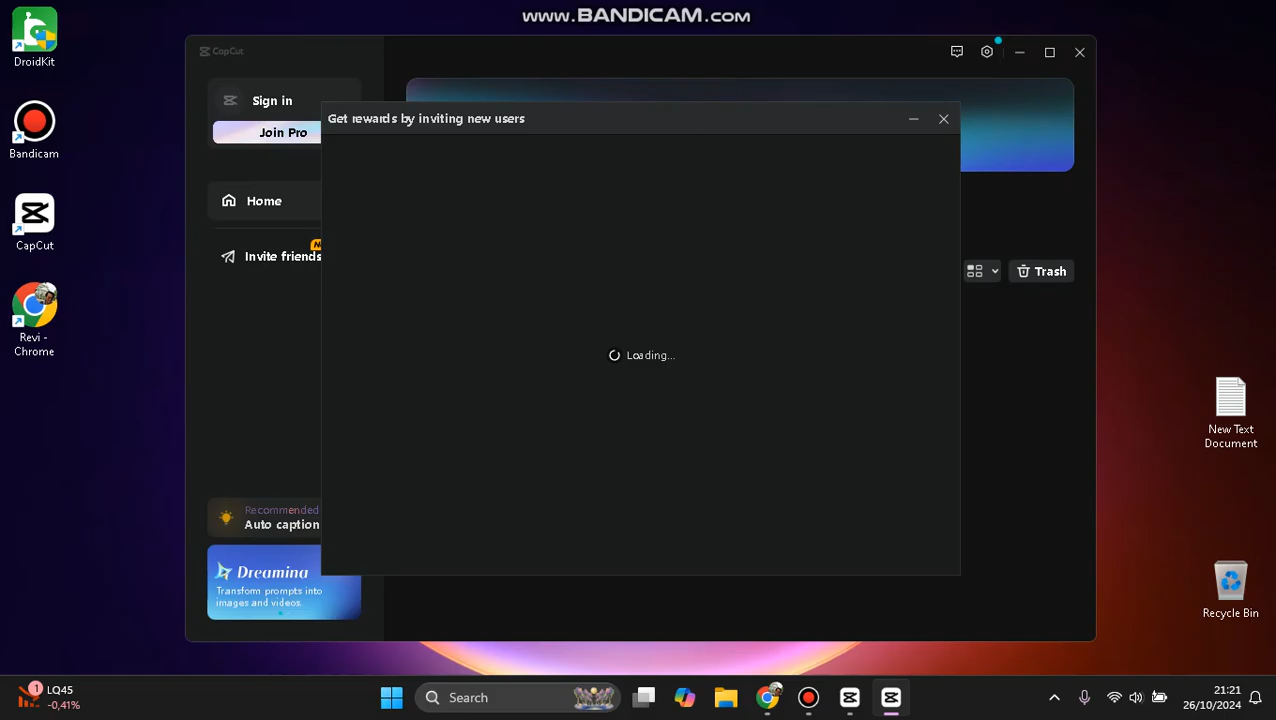 www.BANDICAM.com
DroidKit
Bandicam
CapCut
Revi -
Chrome
CapCut
Sign in
Join Pro
Home
Invite friends
Get rewards by inviting new users
Loading...
Trash
Recommended
Auto caption
Dreamina
Transform prompts into
images and videos.
New Text
Document
Recycle Bin
1
LQ45
-0,41%
Search
21:21
26/10/2024